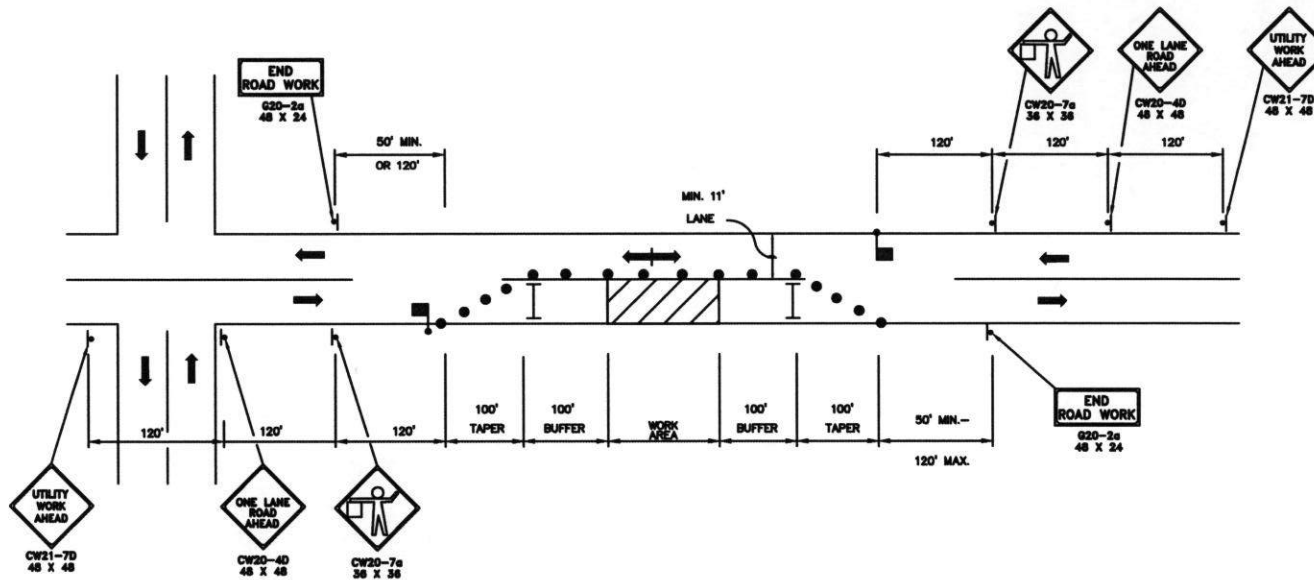 END
ROAD WORK
G20-2a
48 X 24
50' MIN.
OR 120'
MIN. 11'
LANE
CW20-7a
36 X 36
ONE LANE
ROAD
AHEAD
CW20-4D
48 X 48
UTILITY
WORK
AHEAD
CW21-7D
48 X 48
120'
120'
120'
120'
120'
120'
100'
TAPER
100'
BUFFER
WORK
AREA
100'
BUFFER
100'
TAPER
50' MIN.-
120' MAX.
END
ROAD WORK
G20-2a
48 X 24
UTILITY
WORK
AHEAD
CW21-7D
48 X 48
ONE LANE
ROAD
AHEAD
CW20-4D
48 X 48
CW20-7a
36 X 36